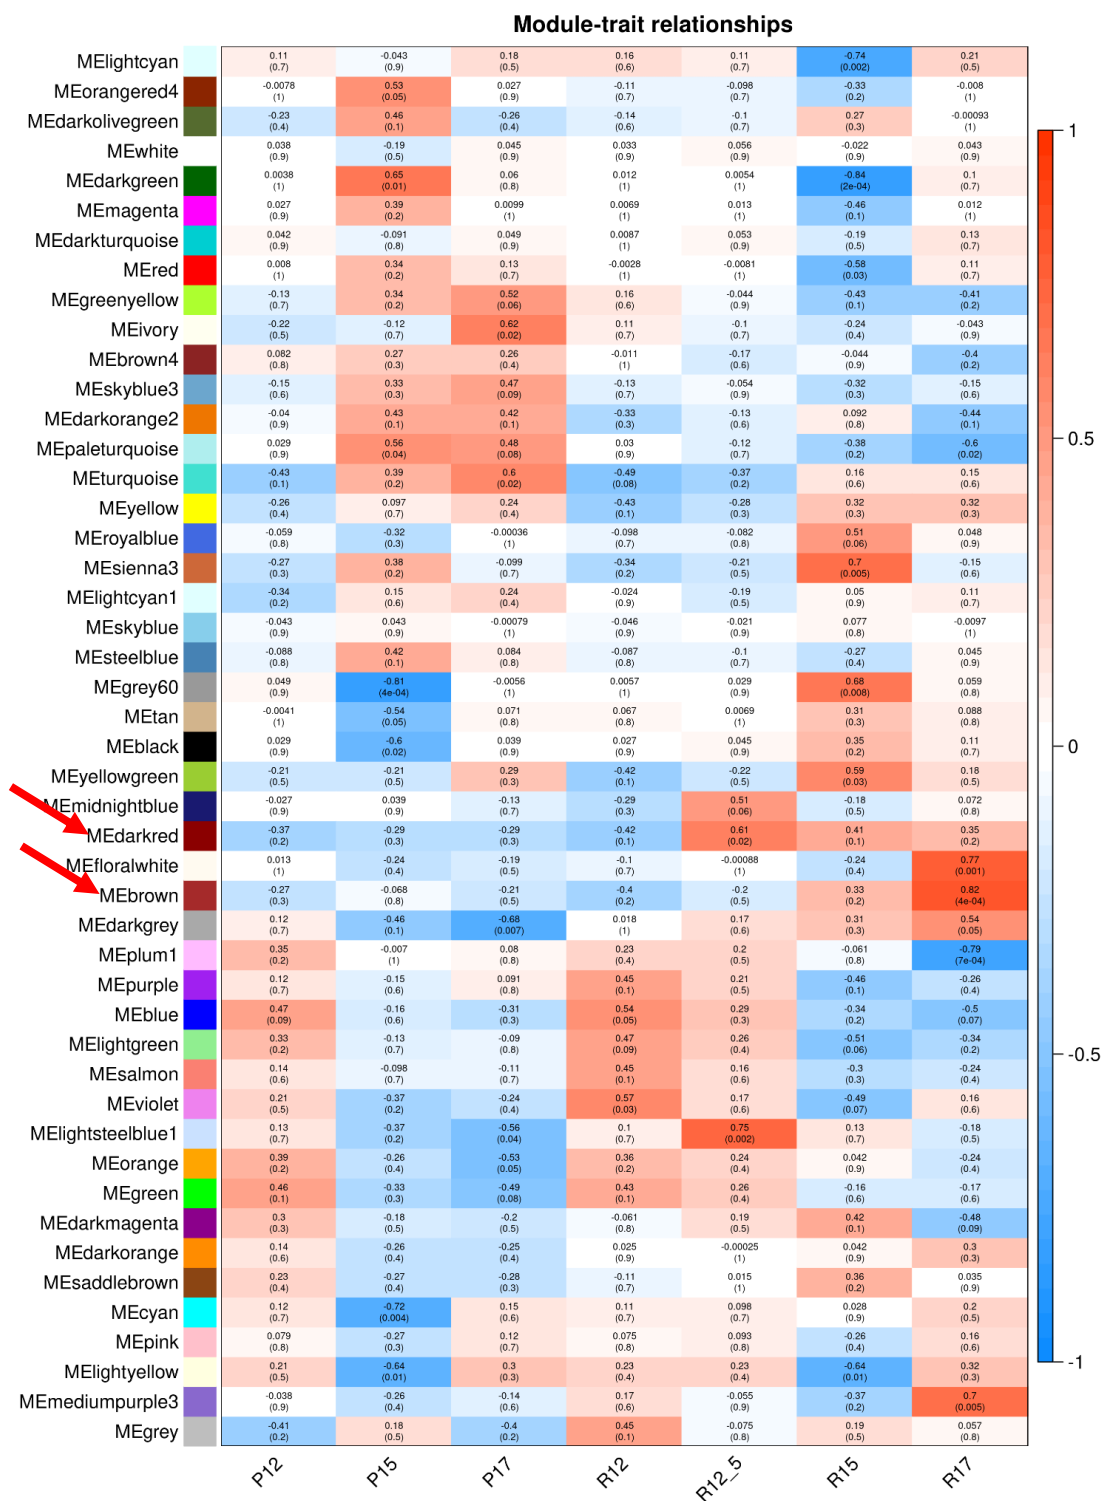 Module-trait relationships
MElightcyan 0.11 -0.043 0.18 0.16 0.11 -0.74 0.21
(0.7) (0.9) (0.5) (0.6) (0.7) (0.002) (0.5)
MEorangered4 -0.0078 0.53 0.027 -0.11 -0.098 -0.33 -0.008
(1) (0.05) (0.9) (0.7) (0.7) (0.2) (1)
MEdarkolivegreen -0.23 0.46 -0.26 -0.14 -0.1 0.27 -0.00093
(0.4) (0.1) (0.4) (0.6) (0.7) (0.3) (1)
MEwhite 0.038 -0.19 0.045 0.033 0.056 -0.022 0.043
(0.9) (0.5) (0.9) (0.9) (0.9) (0.9) (0.9)
MEdarkgreen 0.0038 0.65 0.06 0.012 0.0054 -0.84 0.1
(1) (0.01) (0.8) (1) (1) (2e-04) (0.7)
MEmagenta 0.027 0.39 0.0099 0.0069 0.013 -0.46 0.012
(0.9) (0.2) (1) (1) (1) (0.1) (1)
MEdarkturquoise 0.042 -0.091 0.049 0.0087 0.053 -0.19 0.13
(0.9) (0.8) (0.9) (1) (0.9) (0.5) (0.7)
MEred 0.008 0.34 0.13 -0.0028 -0.0081 -0.58 0.11
(1) (0.2) (0.7) (1) (1) (0.03) (0.7)
MEgreenyellow -0.13 0.34 0.52 0.16 -0.044 -0.43 -0.41
(0.7) (0.2) (0.06) (0.6) (0.9) (0.1) (0.2)
MEivory -0.22 -0.12 0.62 0.11 -0.1 -0.24 -0.043
(0.5) (0.7) (0.02) (0.7) (0.7) (0.4) (0.9)
MEbrown4 0.082 0.27 0.26 -0.011 -0.17 -0.044 -0.4
(0.8) (0.3) (0.4) (1) (0.6) (0.9) (0.2)
MEskyblue3 -0.15 0.33 0.47 -0.13 -0.054 -0.32 -0.15
(0.6) (0.3) (0.09) (0.7) (0.9) (0.3) (0.6)
MEdarkorange2 -0.04 0.43 0.42 -0.33 -0.13 0.092 -0.44
(0.9) (0.1) (0.1) (0.3) (0.6) (0.8) (0.1)
MEpaleturquoise 0.029 0.56 0.48 0.03 -0.12 -0.38 -0.6
(0.9) (0.04) (0.08) (0.9) (0.7) (0.2) (0.02)
MEturquoise -0.43 0.39 0.6 -0.49 -0.37 0.16 0.15
(0.1) (0.2) (0.02) (0.08) (0.2) (0.6) (0.6)
MEyellow -0.26 0.097 0.24 -0.43 -0.28 0.32 0.32
(0.4) (0.7) (0.4) (0.1) (0.3) (0.3) (0.3)
MEroyalblue -0.059 -0.32 -0.00036 -0.098 -0.082 0.51 0.048
(0.8) (0.3) (1) (0.7) (0.8) (0.06) (0.9)
MEsienna3 -0.27 0.38 -0.099 -0.34 -0.21 0.7 -0.15
(0.3) (0.2) (0.7) (0.2) (0.5) (0.005) (0.6)
MElightcyan1 -0.34 0.15 0.24 -0.024 -0.19 0.05 0.11
(0.2) (0.6) (0.4) (0.9) (0.5) (0.9) (0.7)
MEskyblue -0.043 0.043 -0.00079 -0.046 -0.021 0.077 -0.0097
(0.9) (0.9) (1) (0.9) (0.9) (0.8) (1)
MEsteelblue -0.088 0.42 0.084 -0.087 -0.1 -0.27 0.045
(0.8) (0.1) (0.8) (0.8) (0.7) (0.4) (0.9)
MEgrey60 0.049 -0.81 -0.0056 0.0057 0.029 0.68 0.059
(0.9) (4e-04) (1) (1) (0.9) (0.008) (0.8)
MEtan -0.0041 -0.54 0.071 0.067 0.0069 0.31 0.088
(1) (0.05) (0.8) (0.8) (1) (0.3) (0.8)
MEblack 0.029 -0.6 0.039 0.027 0.045 0.35 0.11
(0.9) (0.02) (0.9) (0.9) (0.9) (0.2) (0.7)
MEyellowgreen -0.21 -0.21 0.29 -0.42 -0.22 0.59 0.18
(0.5) (0.5) (0.3) (0.1) (0.5) (0.03) (0.5)
MEmidnightblue -0.027 0.039 -0.13 -0.29 0.51 -0.18 0.072
(0.9) (0.9) (0.7) (0.3) (0.06) (0.5) (0.8)
MEdarkred -0.37 -0.29 -0.29 -0.42 0.61 0.41 0.35
(0.2) (0.3) (0.3) (0.1) (0.02) (0.1) (0.2)
MEfloralwhite 0.013 -0.24 -0.19 -0.1 -0.00088 -0.24 0.77
(1) (0.4) (0.5) (0.7) (1) (0.4) (0.001)
MEbrown -0.27 -0.068 -0.21 -0.4 -0.2 0.33 0.82
(0.3) (0.8) (0.5) (0.2) (0.5) (0.3) (4e-04)
MEdarkgrey 0.12 -0.46 -0.68 0.018 0.17 0.31 0.54
(0.7) (0.1) (0.007) (1) (0.6) (0.3) (0.05)
MEplum1 0.35 -0.007 0.08 0.23 0.2 -0.061 -0.79
(0.2) (1) (0.8) (0.4) (0.5) (0.8) (7e-04)
MEpurple 0.12 -0.15 0.091 0.45 0.21 -0.46 -0.26
(0.7) (0.6) (0.8) (0.1) (0.5) (0.1) (0.4)
MEblue 0.47 -0.16 -0.31 0.54 0.29 -0.34 -0.5
(0.09) (0.6) (0.3) (0.05) (0.3) (0.2) (0.07)
MElightgreen 0.33 -0.13 -0.09 0.47 0.26 -0.51 -0.34
(0.2) (0.7) (0.8) (0.09) (0.4) (0.06) (0.2)
MEsalmon 0.14 -0.098 -0.11 0.45 0.16 -0.3 -0.24
(0.6) (0.7) (0.7) (0.1) (0.6) (0.3) (0.4)
MEviolet 0.21 -0.37 -0.24 0.57 0.17 -0.49 0.16
(0.5) (0.2) (0.4) (0.03) (0.6) (0.07) (0.6)
MElightsteelblue1 0.13 -0.37 -0.56 0.1 0.75 0.13 -0.18
(0.7) (0.2) (0.04) (0.7) (0.002) (0.7) (0.5)
MEorange 0.39 -0.26 -0.53 0.36 0.24 0.042 -0.24
(0.2) (0.4) (0.05) (0.2) (0.4) (0.9) (0.4)
MEgreen 0.46 -0.33 -0.49 0.43 0.26 -0.16 -0.17
(0.1) (0.3) (0.08) (0.1) (0.4) (0.6) (0.6)
MEdarkmagenta 0.3 -0.18 -0.2 -0.061 0.19 0.42 -0.48
(0.3) (0.5) (0.5) (0.8) (0.5) (0.1) (0.09)
MEdarkorange 0.14 -0.26 -0.25 0.025 -0.00025 0.042 0.3
(0.6) (0.4) (0.4) (0.9) (1) (0.9) (0.3)
MEsaddlebrown 0.23 -0.27 -0.28 -0.11 0.015 0.36 0.035
(0.4) (0.4) (0.3) (0.7) (1) (0.2) (0.9)
MEcyan 0.12 -0.72 0.15 0.11 0.098 0.028 0.2
(0.7) (0.004) (0.6) (0.7) (0.7) (0.9) (0.5)
MEpink 0.079 -0.27 0.12 0.075 0.093 -0.26 0.16
(0.8) (0.3) (0.7) (0.8) (0.8) (0.4) (0.6)
MElightyellow 0.21 -0.64 0.3 0.23 0.23 -0.64 0.32
(0.5) (0.01) (0.3) (0.4) (0.4) (0.01) (0.3)
MEmediumpurple3 -0.038 -0.26 -0.14 0.17 -0.055 -0.37 0.7
(0.9) (0.4) (0.6) (0.6) (0.9) (0.2) (0.005)
MEgrey -0.41 0.18 -0.4 0.45 -0.075 0.19 0.057
(0.2) (0.5) (0.2) (0.1) (0.8) (0.5) (0.8)
P12 P15 P17 R12 R12_5 R15 R17
1
0.5
0
-0.5
-1